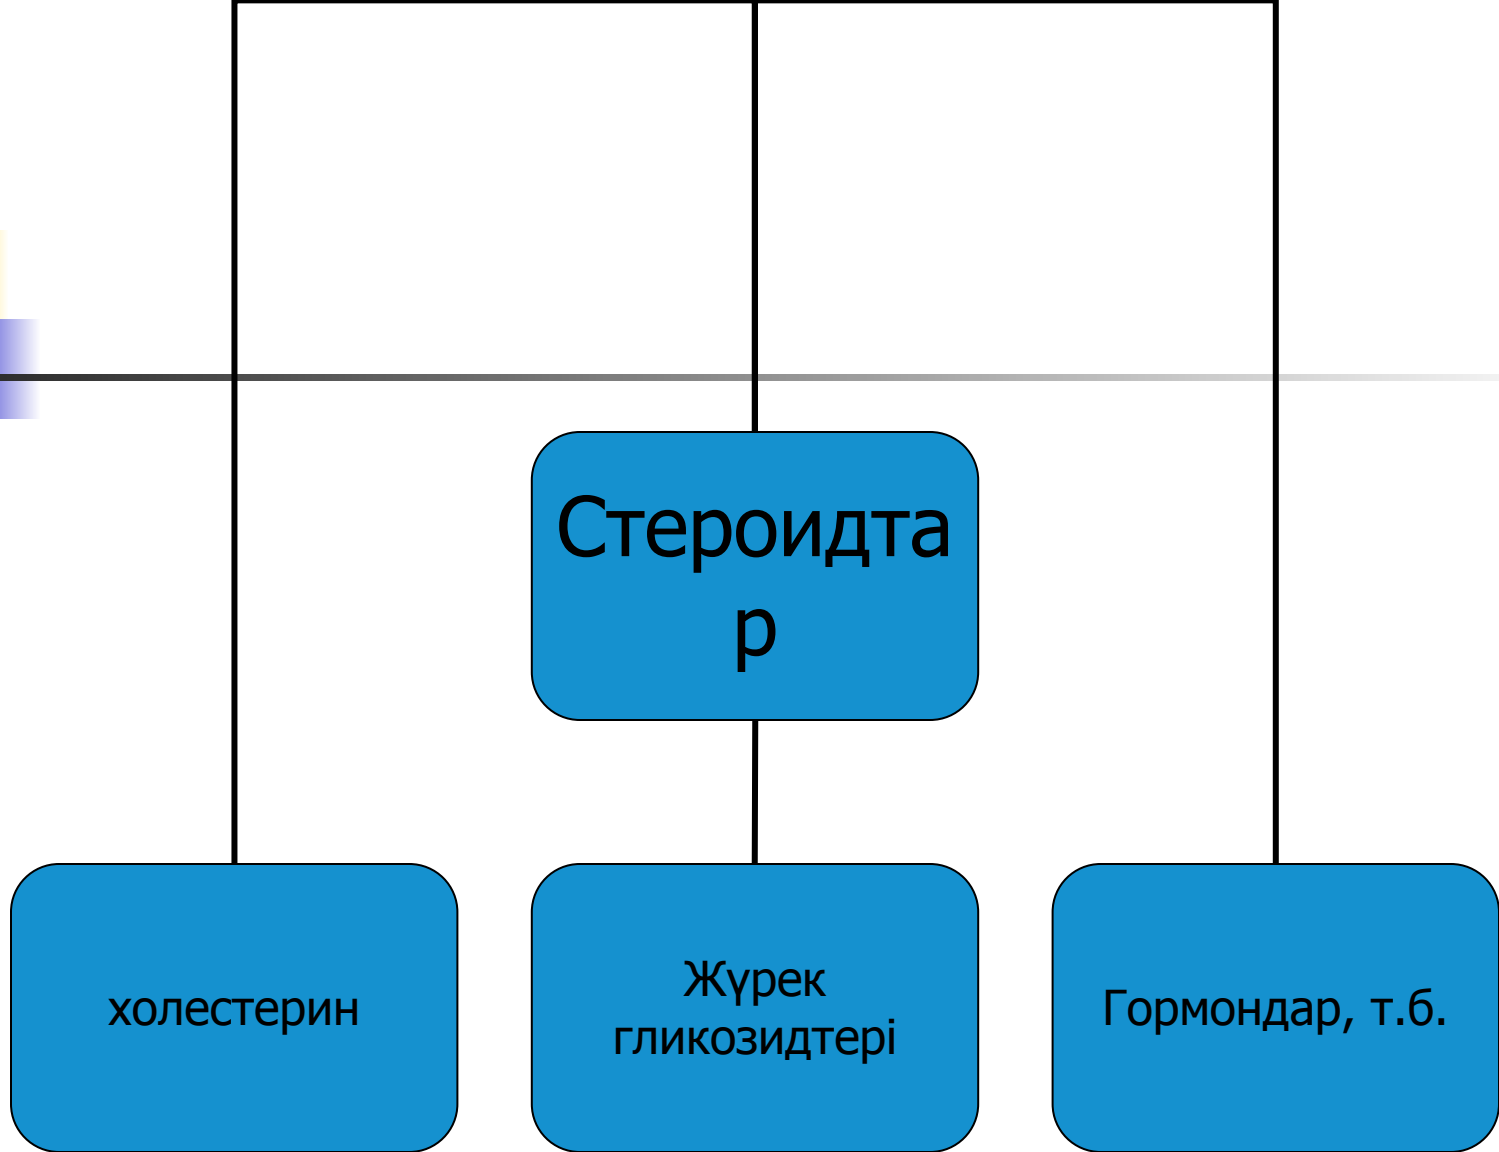 Стероидта
р
холестерин
Жүрек
гликозидтері
Гормондар, т.б.